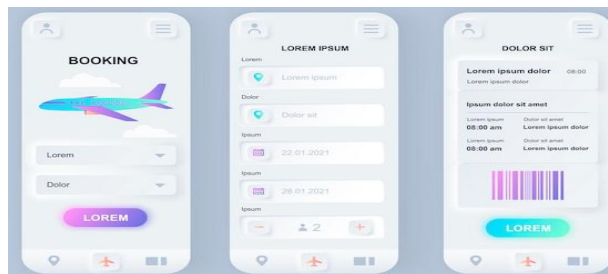 BOOKING
Lorem
Dolor
LOREM
LOREM IPSUM
Lorem
Lorem ipsum
Dolor
Dolor sit
Ipsum
22.01.2021
Ipsum
28.01.2021
Ipsum
2
DOLOR SIT
Lorem ipsum dolor 08:00
Lorem ipsum dolor
Ipsum dolor sit amet
Lorem ipsum Dolor sit amet
08:00 am Lorem ipsum dolor
Lorem ipsum Dolor sit amet
08:00 am Lorem ipsum dolor
LOREM